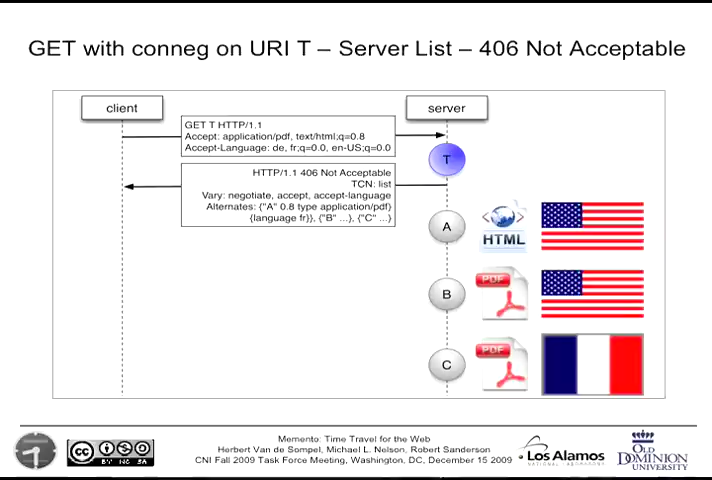 GET with conneg on URI T – Server List – 406 Not Acceptable
client
server
GET T HTTP/1.1
Accept: application/pdf, text/html;q=0.8
Accept-Language: de, fr;q=0.0, en-US;q=0.0
T
HTTP/1.1 406 Not Acceptable
TCN: list
Vary: negotiate, accept, accept-language
Alternates: {"A" 0.8 type application/pdf}
{language fr}}, {"B" ...}, {"C" ...}
A
HTML
B
PDF
C
PDF
cc
BY NC SA
Memento: Time Travel for the Web
Herbert Van de Sompel, Michael L. Nelson, Robert Sanderson
CNI Fall 2009 Task Force Meeting, Washington, DC, December 15 2009
Los Alamos
NATIONAL LABORATORY
OLD
DOMINION
UNIVERSITY